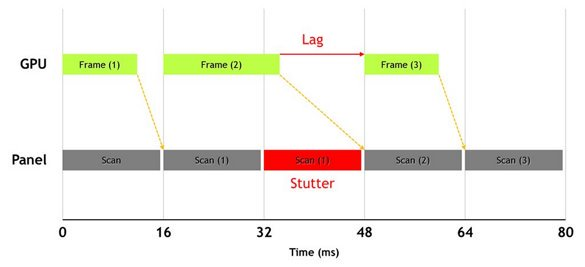 Lag
GPU Frame (1) Frame (2) Frame (3)
Panel Scan Scan (1) Scan (1) Scan (2) Scan (3)
Stutter
0 16 32 48 64 80
Time (ms)